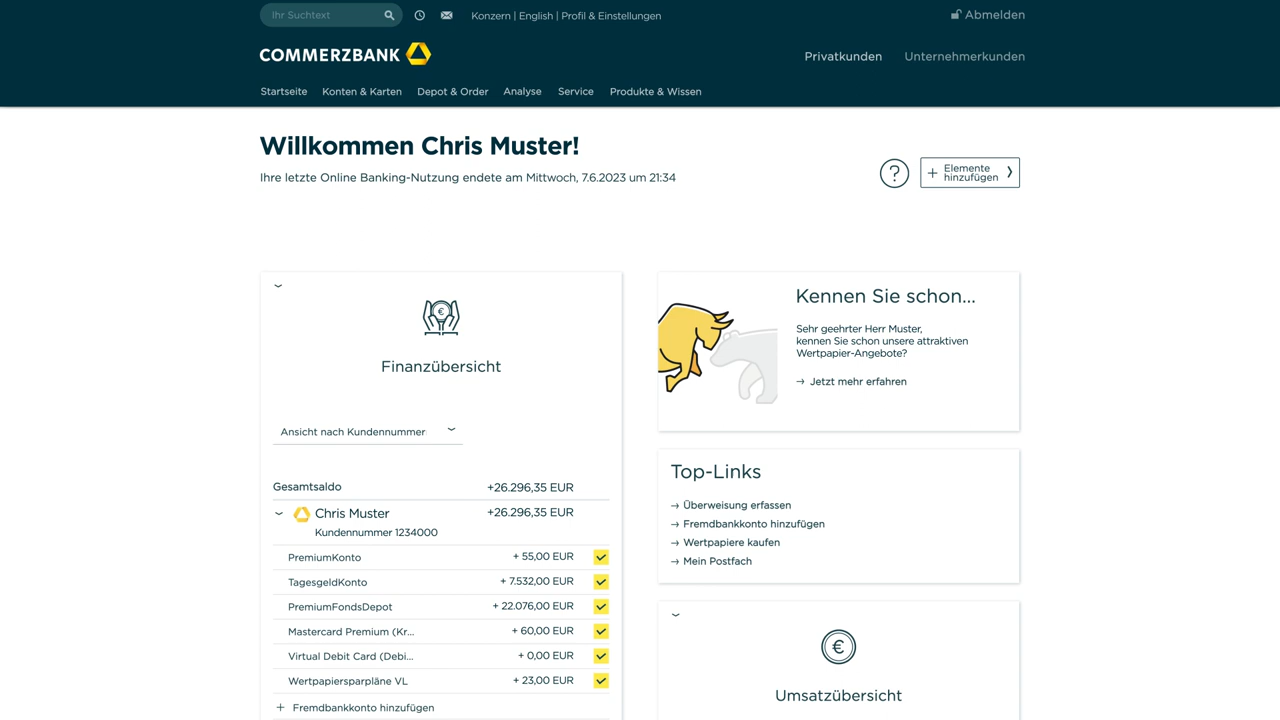 Ihr Suchtext
Konzern | English | Profil & Einstellungen
Abmelden
COMMERZBANK
Privatkunden
Unternehmerkunden
Startseite
Konten & Karten
Depot & Order
Analyse
Service
Produkte & Wissen
Willkommen Chris Muster!
Ihre letzte Online Banking-Nutzung endete am Mittwoch, 7.6.2023 um 21:34
?
+ Elemente
hinzufügen
€
Finanzübersicht
Ansicht nach Kundennummer
Gesamtsaldo +26.296,35 EUR
Chris Muster +26.296,35 EUR
Kundennummer 1234000
PremiumKonto + 55,00 EUR
TagesgeldKonto + 7.532,00 EUR
PremiumFondsDepot + 22.076,00 EUR
Mastercard Premium (Kr... + 60,00 EUR
Virtual Debit Card (Debi... + 0,00 EUR
Wertpapiersparpläne VL + 23,00 EUR
+ Fremdbankkonto hinzufügen
Kennen Sie schon...
Sehr geehrter Herr Muster,
kennen Sie schon unsere attraktiven
Wertpapier-Angebote?
→ Jetzt mehr erfahren
Top-Links
→ Überweisung erfassen
→ Fremdbankkonto hinzufügen
→ Wertpapiere kaufen
→ Mein Postfach
€
Umsatzübersicht